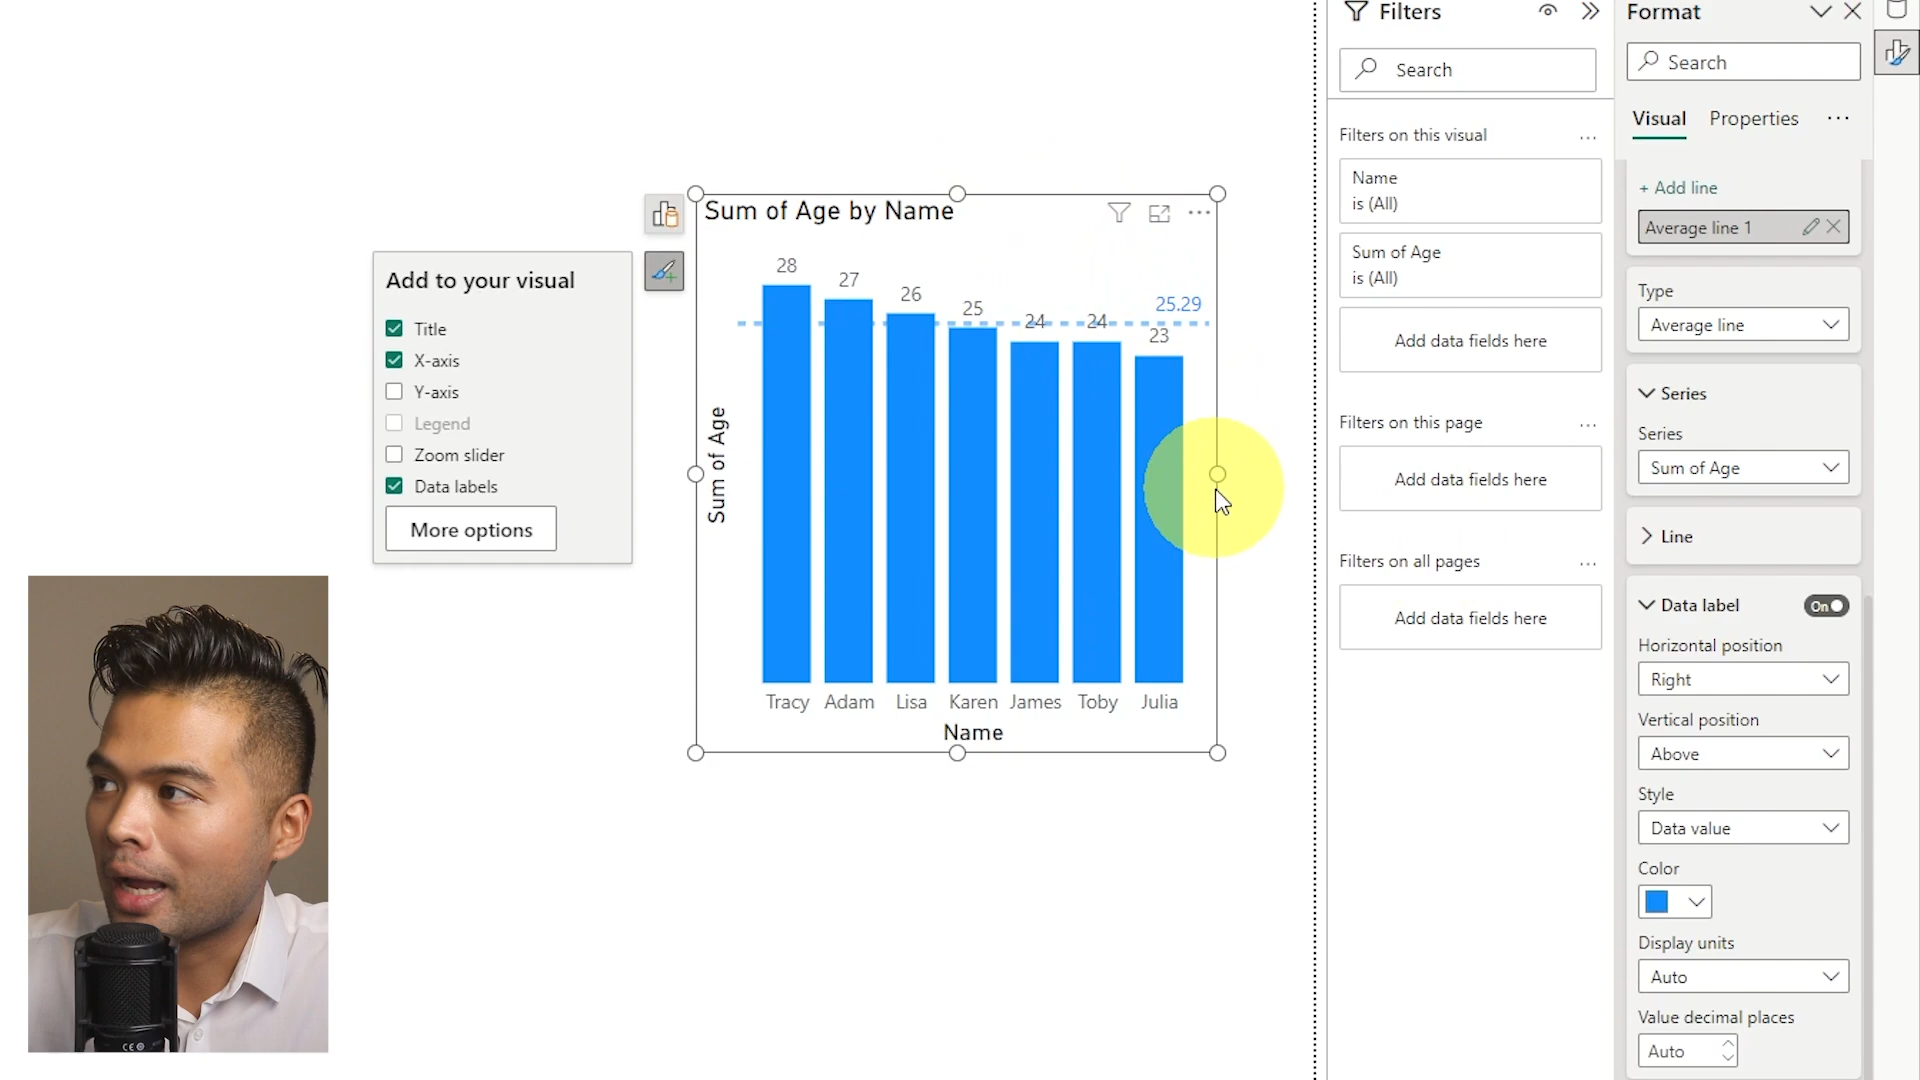 Filters
Search
Filters on this visual
...
Name
is (All)
Sum of Age
is (All)
Add data fields here
Filters on this page
...
Add data fields here
Filters on all pages
...
Add data fields here
Format
Search
Visual
Properties
...
+ Add line
Average line 1
Type
Average line
Series
Series
Sum of Age
Line
Data label
On
Horizontal position
Right
Vertical position
Above
Style
Data value
Color
Display units
Auto
Value decimal places
Auto
Add to your visual
Title
X-axis
Y-axis
Legend
Zoom slider
Data labels
More options
Sum of Age by Name
28
27
26
25
24
24
23
25.29
Sum of Age
Tracy
Adam
Lisa
Karen
James
Toby
Julia
Name
CE